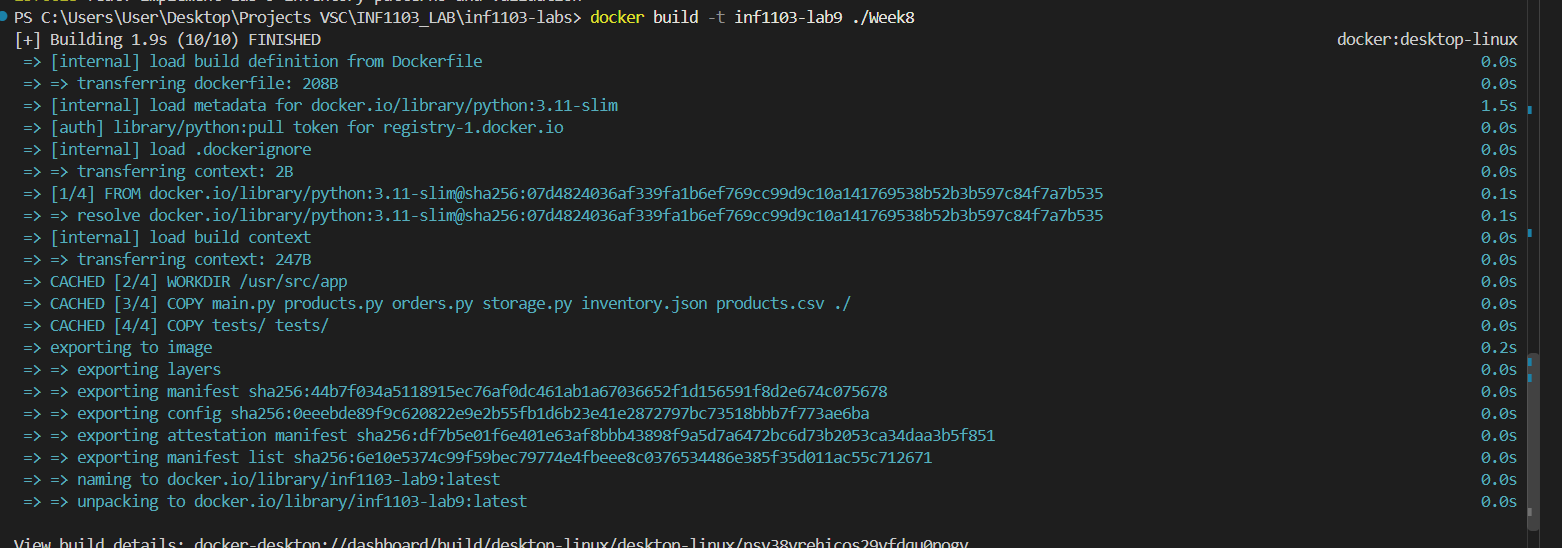 PS C:\Users\User\Desktop\Projects VSC\INF1103_LAB\inf1103-labs> docker build -t inf1103-lab9 ./Week8
[+] Building 1.9s (10/10) FINISHED docker:desktop-linux
=> [internal] load build definition from Dockerfile 0.0s
=> => transferring dockerfile: 208B 0.0s
=> [internal] load metadata for docker.io/library/python:3.11-slim 1.5s
=> [auth] library/python:pull token for registry-1.docker.io 0.0s
=> [internal] load .dockerignore 0.0s
=> => transferring context: 2B 0.0s
=> [1/4] FROM docker.io/library/python:3.11-slim@sha256:07d4824036af339fa1b6ef769cc99d9c10a141769538b52b3b597c84f7a7b535 0.1s
=> => resolve docker.io/library/python:3.11-slim@sha256:07d4824036af339fa1b6ef769cc99d9c10a141769538b52b3b597c84f7a7b535 0.1s
=> [internal] load build context 0.0s
=> => transferring context: 247B 0.0s
=> CACHED [2/4] WORKDIR /usr/src/app 0.0s
=> CACHED [3/4] COPY main.py products.py orders.py storage.py inventory.json products.csv ./ 0.0s
=> CACHED [4/4] COPY tests/ tests/ 0.0s
=> exporting to image 0.2s
=> => exporting layers 0.0s
=> => exporting manifest sha256:44b7f034a5118915ec76af0dc461ab1a67036652f1d156591f8d2e674c075678 0.0s
=> => exporting config sha256:0eeebde89f9c620822e9e2b55fb1d6b23e41e2872797bc73518bbb7f773ae6ba 0.0s
=> => exporting attestation manifest sha256:df7b5e01f6e401e63af8bbb43898f9a5d7a6472bc6d73b2053ca34daa3b5f851 0.0s
=> => exporting manifest list sha256:6e10e5374c99f59bec79774e4fbeee8c0376534486e385f35d011ac55c712671 0.0s
=> => naming to docker.io/library/inf1103-lab9:latest 0.0s
=> => unpacking to docker.io/library/inf1103-lab9:latest 0.0s
View build details: